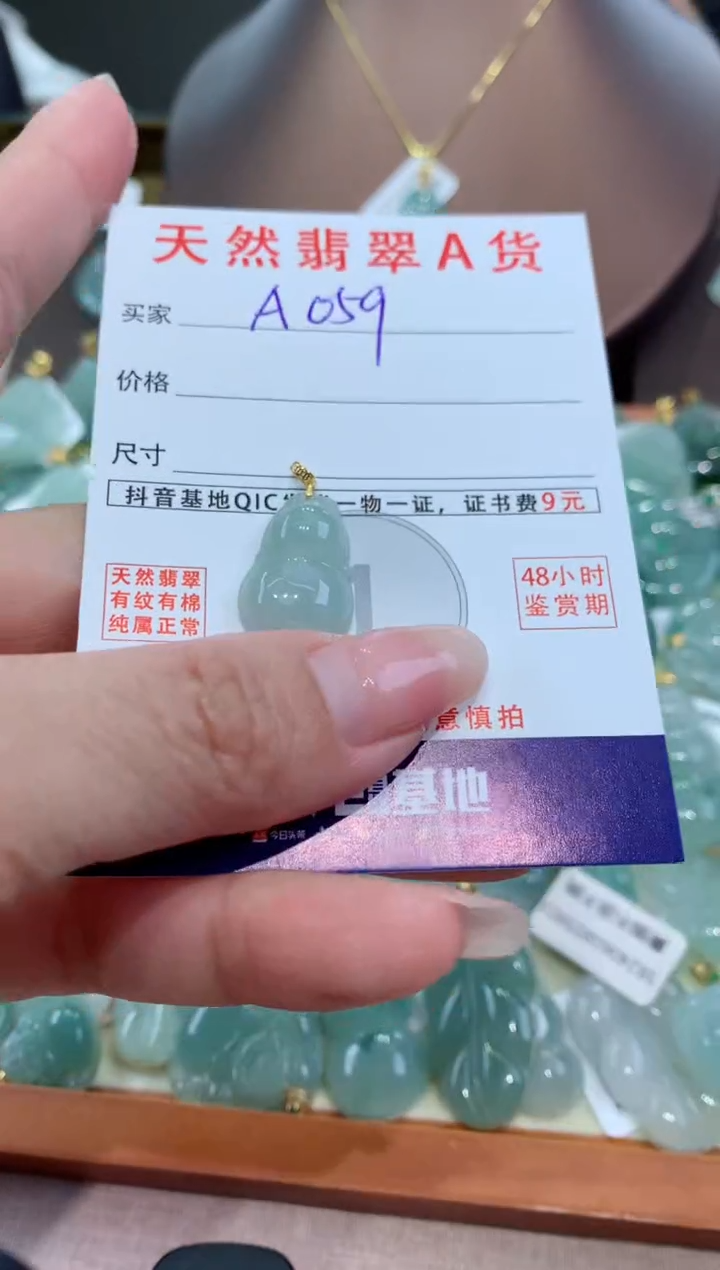 天然翡翠A货
买家 A 059
价格
尺寸
抖音基地QIC 一物一证，证书费9元
天然翡翠
有纹有棉
纯属正常
48小时
鉴赏期
意慎拍
基地
今日头条